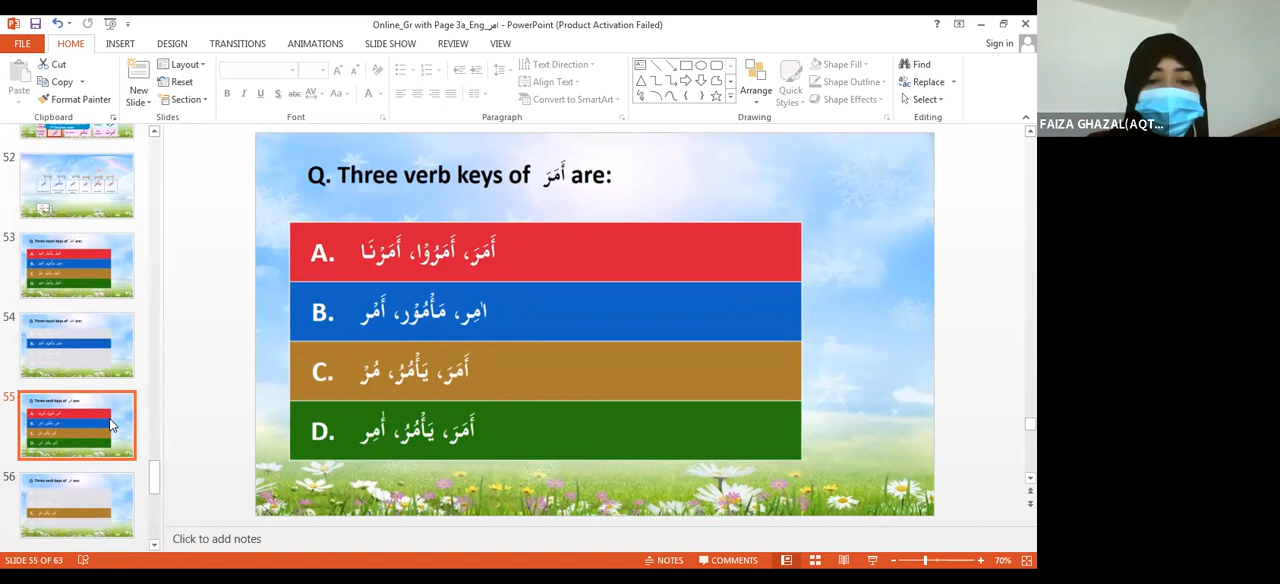 Online_Gr with Page 3a_Eng_اهر - PowerPoint (Product Activation Failed)
FILE HOME INSERT DESIGN TRANSITIONS ANIMATIONS SLIDE SHOW REVIEW VIEW Sign in
Paste
Cut
Copy
Format Painter
Clipboard
New Slide
Layout
Reset
Section
Slides
Font
Text Direction
Align Text
Convert to SmartArt
Paragraph
Arrange
Quick Styles
Shape Fill
Shape Outline
Shape Effects
Drawing
Find
Replace
Select
Editing
52
53
54
55
56
Q. Three verb keys of أَمَرَ are:
A. أَمَرَ، أَمَرُوْا، أَمَرْنَا
B. اٰمِر، مَأْمُوْر، أَمْر
C. أَمَرَ، يَأْمُرُ، مُرْ
D. أَمَرَ، يَأْمُرُ، أٰمِر
Click to add notes
SLIDE 55 OF 63
NOTES COMMENTS 70%
FAIZA GHAZAL(AQT...